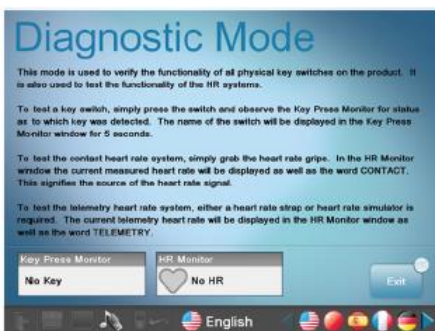 Diagnostic Mode
This mode is used to verify the functionality of all physical key switches on the product. It
is also used to test the functionality of the HR systems.
To test a key switch, simply press the switch and observe the Key Press Monitor for status
as to which key was detected. The name of the switch will be displayed in the Key Press
Monitor window for 5 seconds.
To test the contact heart rate system, simply grab the heart rate grips. In the HR Monitor
window the current measured heart rate will be displayed as well as the word CONTACT.
This signifies the source of the heart rate signal.
To test the telemetry heart rate system, either a heart rate strap or heart rate simulator is
required. The current telemetry heart rate will be displayed in the HR Monitor window as
well as the word TELEMETRY.
Key Press Monitor
HR Monitor
No Key
No HR
Exit
English